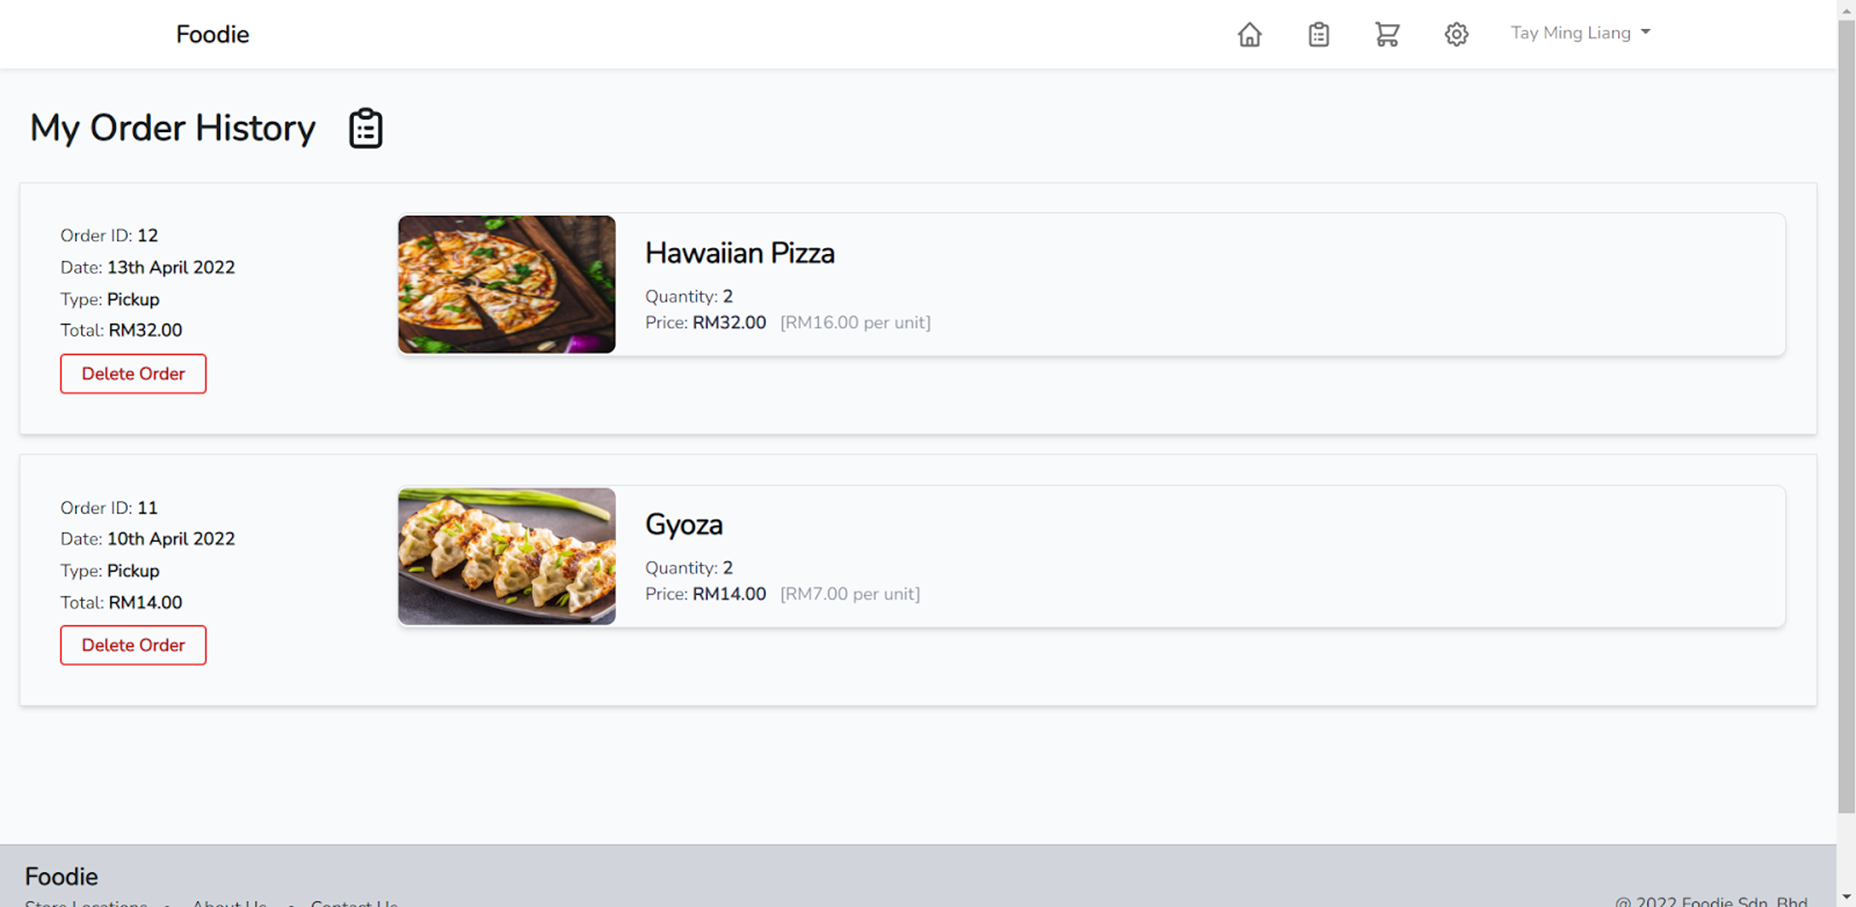 Foodie
Tay Ming Liang
My Order History
Order ID: 12
Date: 13th April 2022
Type: Pickup
Total: RM32.00
Delete Order
Hawaiian Pizza
Quantity: 2
Price: RM32.00 [RM16.00 per unit]
Order ID: 11
Date: 10th April 2022
Type: Pickup
Total: RM14.00
Delete Order
Gyoza
Quantity: 2
Price: RM14.00 [RM7.00 per unit]
Foodie
Store Locations • About Us • Contact Us
@ 2022 Foodie Sdn. Bhd.